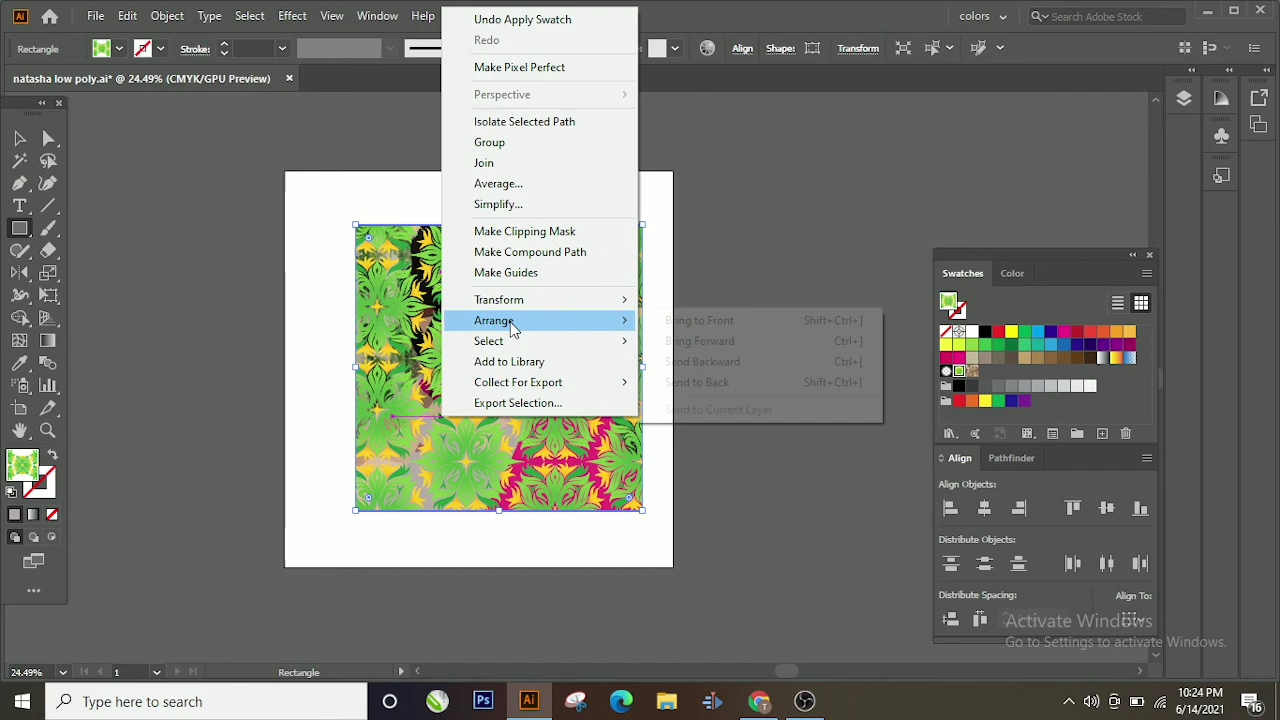 Ai File Edit Object Type Select Effect View Window Help colors Search Adobe Stock
Rectangle Stroke: Align Shape: Transform
natasha low poly.ai* @ 24.49% (CMYK/GPU Preview)
Undo Apply Swatch
Redo
Make Pixel Perfect
Perspective
Isolate Selected Path
Group
Join
Average...
Simplify...
Make Clipping Mask
Make Compound Path
Make Guides
Transform
Arrange
Select
Add to Library
Collect For Export
Export Selection...
Bring to Front Shift+Ctrl+]
Bring Forward Ctrl+]
Send Backward Ctrl+[
Send to Back Shift+Ctrl+[
Send to Current Layer
Swatches Color
Align Pathfinder
Align Objects:
Distribute Objects:
Distribute Spacing: Align To:
Activate Windows
Go to Settings to activate Windows.
24.49% 1 Rectangle
Type here to search Ps Ai 10:24 PM
6/14/2021 16